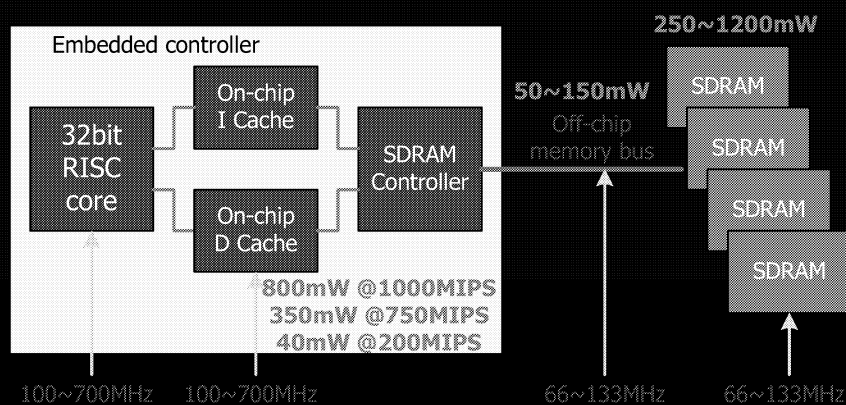 250~1200mW
Embedded controller
On-chip
I Cache
50~150mW
SDRAM
Off-chip
memory bus
32bit
RISC
core
SDRAM
Controller
SDRAM
On-chip
D Cache
SDRAM
SDRAM
800mW @1000MIPS
350mW @750MIPS
40mW @200MIPS
100~700MHz
100~700MHz
66~133MHz
66~133MHz